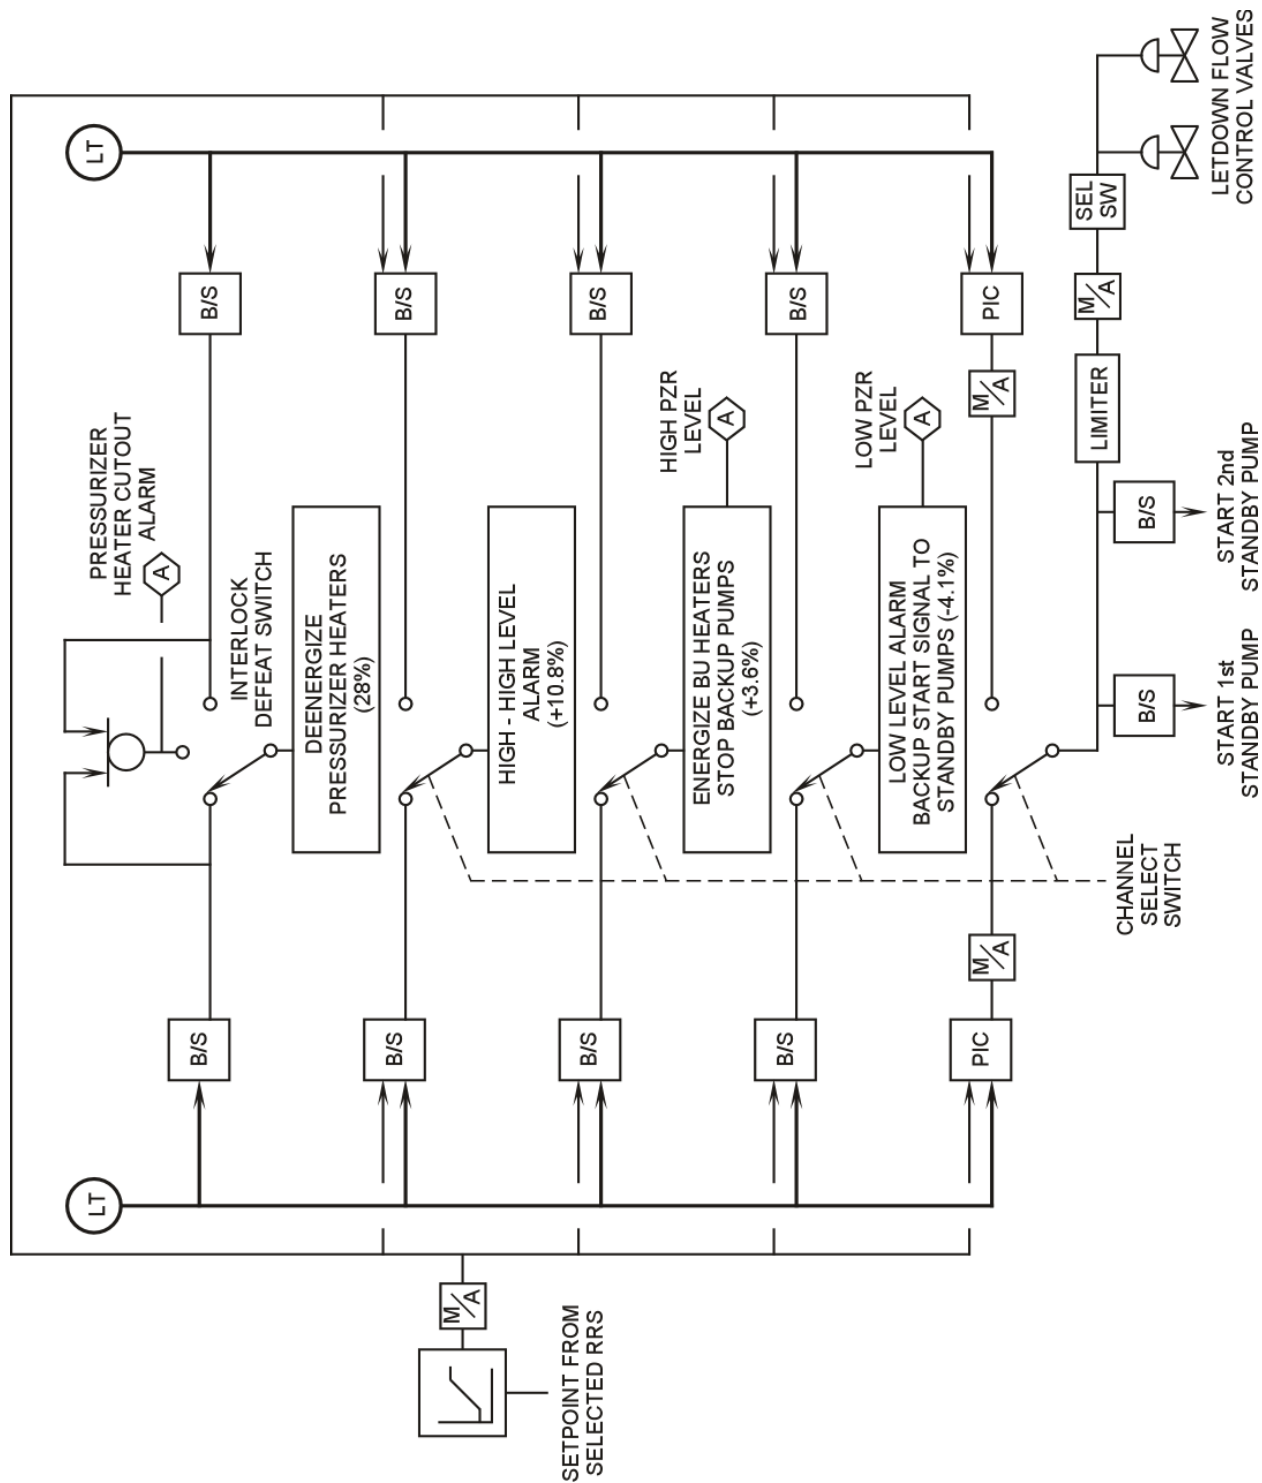 LT
LT
PRESSURIZER
HEATER CUTOUT
ALARM
A
B/S
B/S
INTERLOCK
DEFEAT SWITCH
DEENERGIZE
PRESSURIZER HEATERS
(28%)
B/S
B/S
M/A
HIGH - HIGH LEVEL
ALARM
(+10.8%)
SETPOINT FROM
SELECTED RRS
B/S
B/S
HIGH PZR
LEVEL
A
ENERGIZE BU HEATERS
STOP BACKUP PUMPS
(+3.6%)
B/S
B/S
LOW PZR
LEVEL
A
LOW LEVEL ALARM
BACKUP START SIGNAL TO
STANDBY PUMPS (-4.1%)
PIC
M/A
M/A
PIC
LIMITER
M/A
SEL
SW
CHANNEL
SELECT
SWITCH
B/S
B/S
START 1st
STANDBY PUMP
START 2nd
STANDBY PUMP
LETDOWN FLOW
CONTROL VALVES